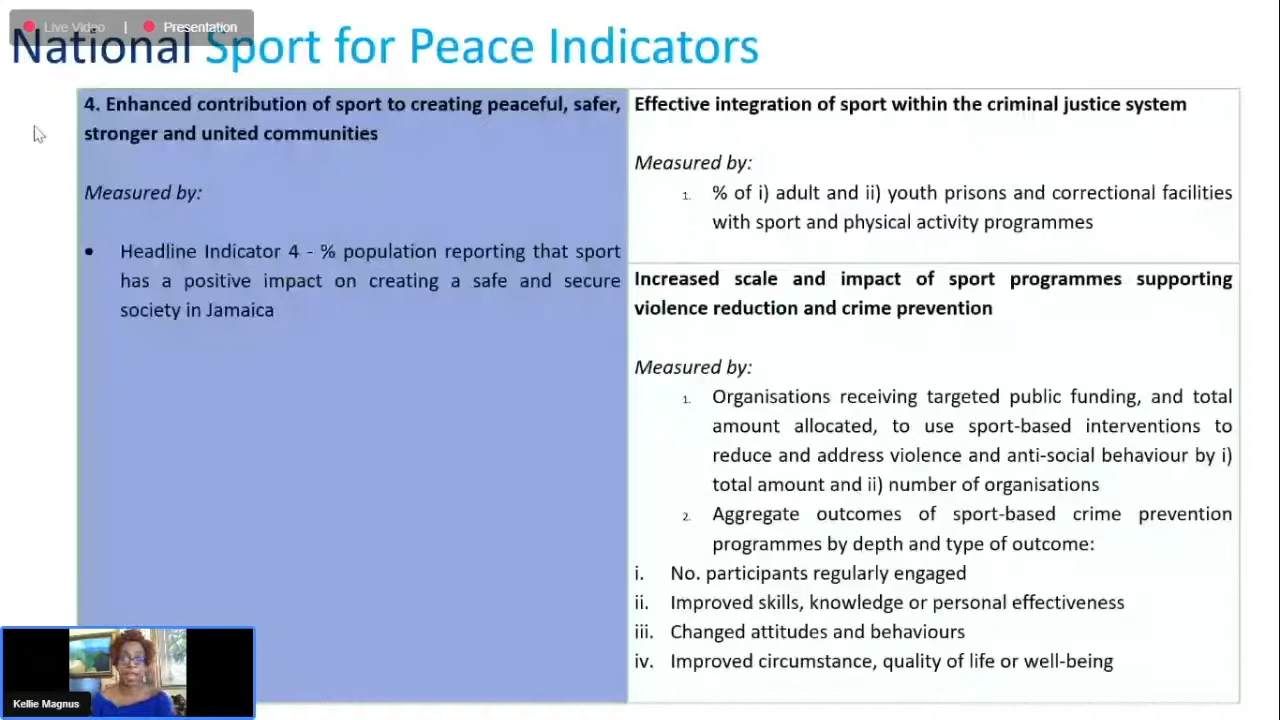 Live Video | Presentation
National Sport for Peace Indicators
4. Enhanced contribution of sport to creating peaceful, safer,
stronger and united communities
Measured by:
• Headline Indicator 4 - % population reporting that sport
has a positive impact on creating a safe and secure
society in Jamaica
Effective integration of sport within the criminal justice system
Measured by:
1. % of i) adult and ii) youth prisons and correctional facilities
with sport and physical activity programmes
Increased scale and impact of sport programmes supporting
violence reduction and crime prevention
Measured by:
1. Organisations receiving targeted public funding, and total
amount allocated, to use sport-based interventions to
reduce and address violence and anti-social behaviour by i)
total amount and ii) number of organisations
2. Aggregate outcomes of sport-based crime prevention
programmes by depth and type of outcome:
i. No. participants regularly engaged
ii. Improved skills, knowledge or personal effectiveness
iii. Changed attitudes and behaviours
iv. Improved circumstance, quality of life or well-being
Kellie Magnus